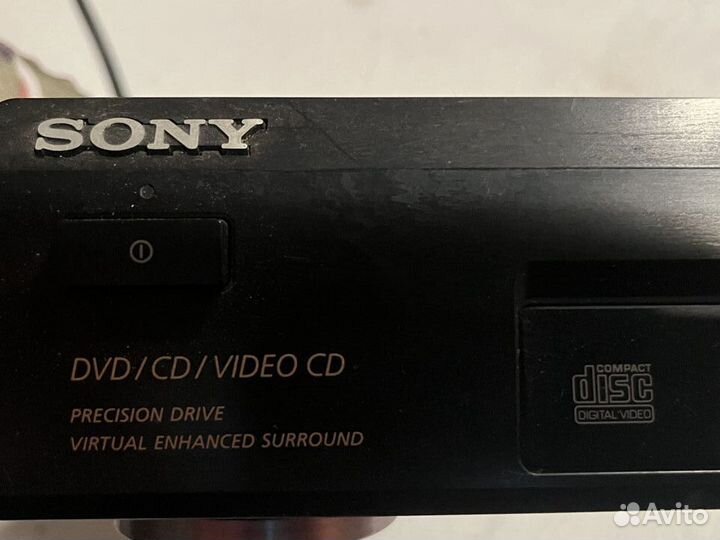 SONY
DVD / CD / VIDEO CD
PRECISION DRIVE
VIRTUAL ENHANCED SURROUND
COMPACT
disc
DIGITAL VIDEO
Avito